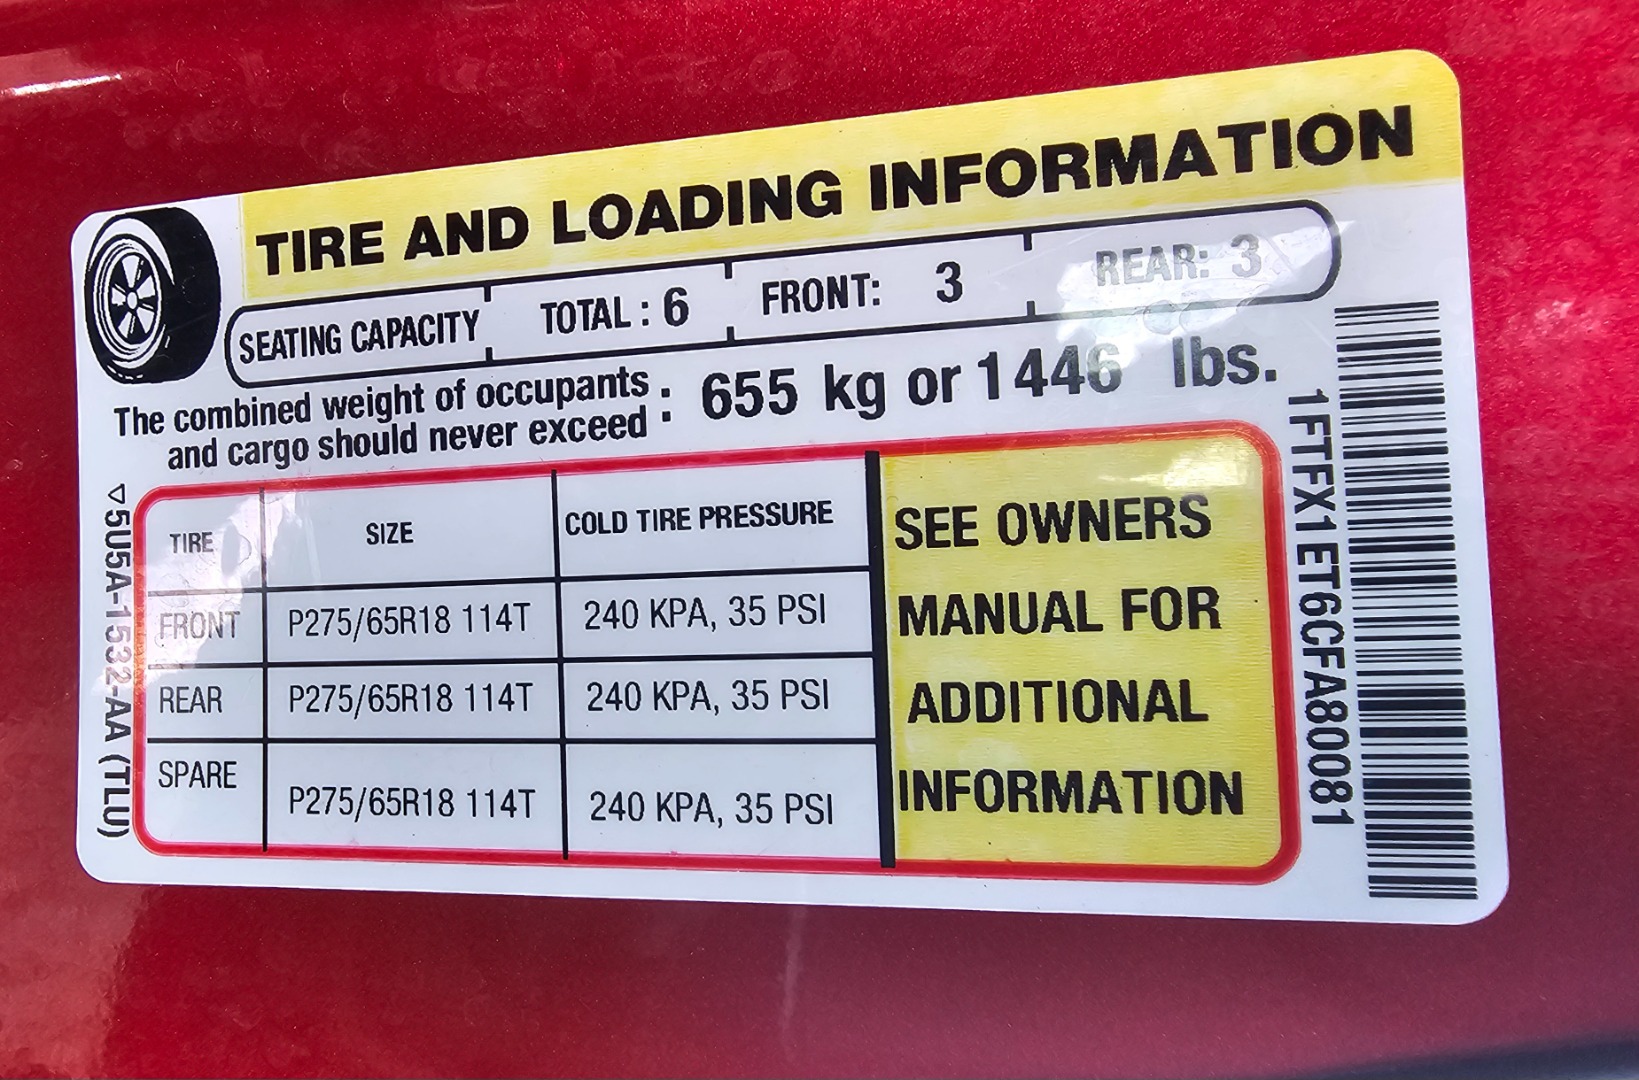 TIRE AND LOADING INFORMATION
SEATING CAPACITY TOTAL : 6 FRONT: 3 REAR: 3
The combined weight of occupants
and cargo should never exceed : 655 kg or 1446 lbs.
TIRE SIZE COLD TIRE PRESSURE
FRONT P275/65R18 114T 240 KPA, 35 PSI
REAR P275/65R18 114T 240 KPA, 35 PSI
SPARE P275/65R18 114T 240 KPA, 35 PSI
SEE OWNERS
MANUAL FOR
ADDITIONAL
INFORMATION
5U5A-1532-AA (TLU)
1FTFX1ET6CFA80081